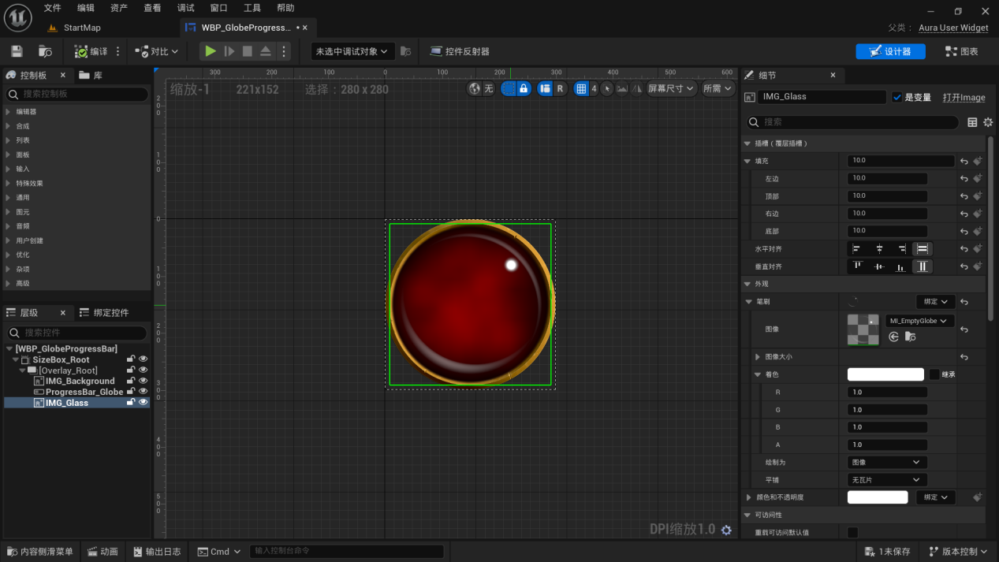 文件 编辑 资产 查看 调试 窗口 工具 帮助
StartMap
WBP_GlobeProgress... •
父类： Aura User Widget
编译
对比
未选中调试对象
控件反射器
设计器
图表
控制板
库
搜索控制板
编辑器
合成
列表
面板
输入
特殊效果
通用
图元
音频
用户创建
优化
杂项
高级
层级
绑定控件
搜索控件
[WBP_GlobeProgressBar]
SizeBox_Root
[Overlay_Root]
IMG_Background
ProgressBar_Globe
IMG_Glass
300 200 100 0 100 200 300 400 500 600
缩放-1 221x152 选择：280 x 280
无
R
4
屏幕尺寸
所需
200
100
0
100
200
300
400
500
DPI缩放1.0
细节
IMG_Glass
是变量
打开Image
搜索
插槽 ( 覆层插槽 )
填充 10.0
左边 10.0
顶部 10.0
右边 10.0
底部 10.0
水平对齐
垂直对齐
外观
笔刷 绑定
图像 MI_EmptyGlobe
图像大小
着色 继承
R 1.0
G 1.0
B 1.0
A 1.0
绘制为 图像
平铺 无瓦片
颜色和不透明度 绑定
可访问性
重载可访问默认值
内容侧滑菜单
动画
输出日志
Cmd
输入控制台命令
1未保存
版本控制